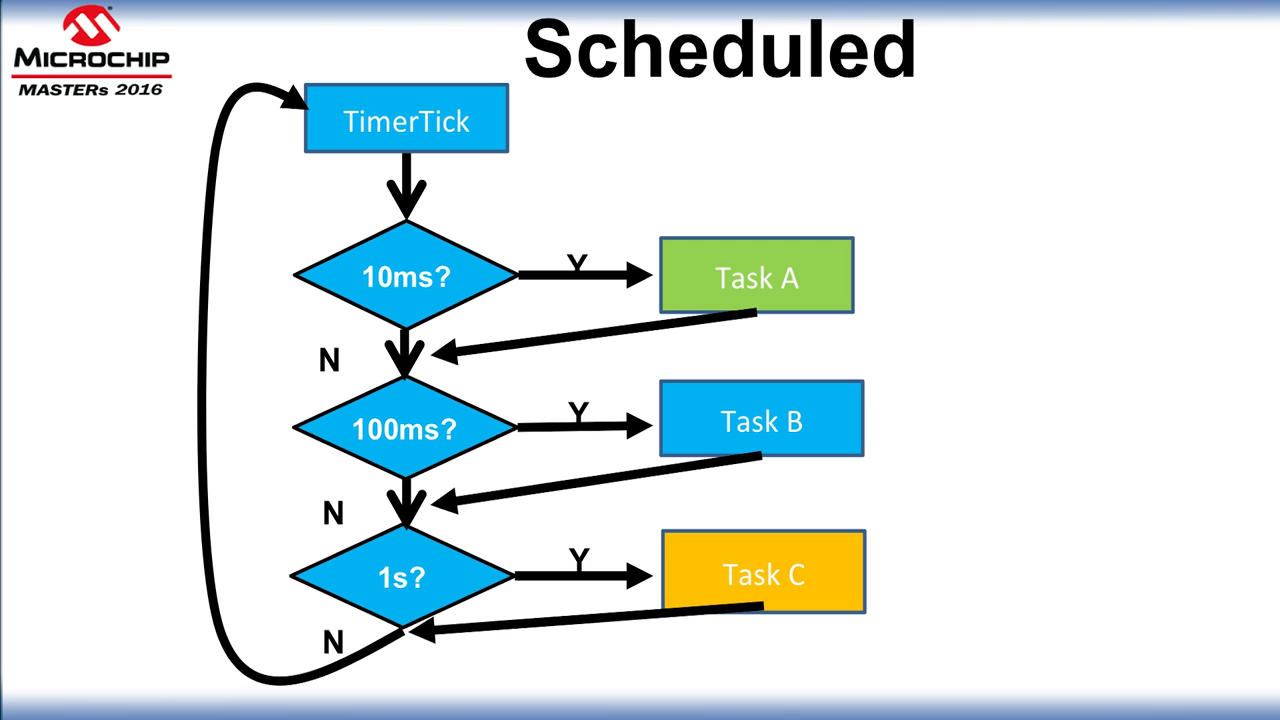 Scheduled
MICROCHIP
MASTERs 2016
TimerTick
10ms?
Y
Task A
N
100ms?
Y
Task B
N
1s?
Y
Task C
N